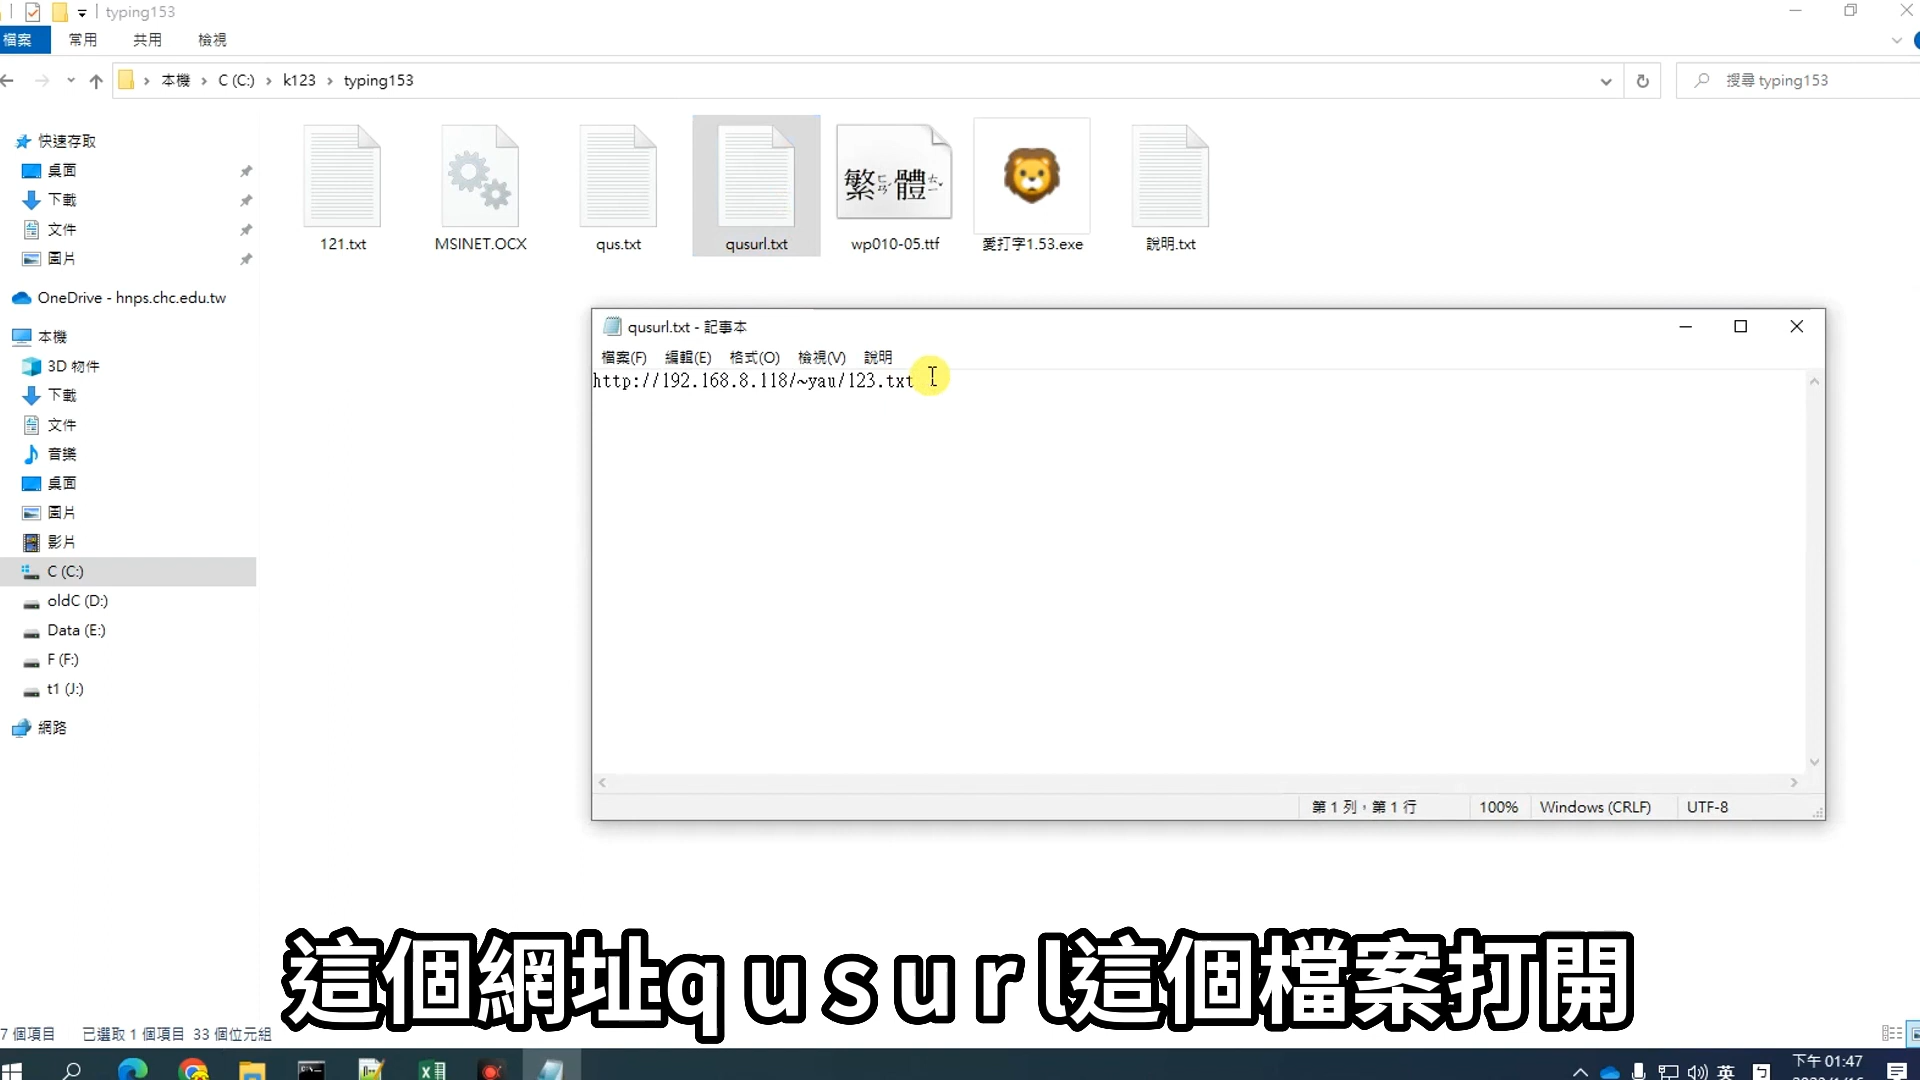 typing153
檔案 常用 共用 檢視
本機 › C (C:) › k123 › typing153
搜尋 typing153
快速存取
桌面
下載
文件
圖片
OneDrive - hnps.chc.edu.tw
本機
3D 物件
下載
文件
音樂
桌面
圖片
影片
C (C:)
oldC (D:)
Data (E:)
F (F:)
t1 (J:)
網路
繁體
121.txt MSINET.OCX qus.txt qusurl.txt wp010-05.ttf 愛打字1.53.exe 說明.txt
qusurl.txt - 記事本
檔案(F) 編輯(E) 格式(O) 檢視(V) 說明
http://192.168.8.118/~yau/123.txt
第 1 列，第 1 行 100% Windows (CRLF) UTF-8
這個網址qusurl這個檔案打開
7 個項目 已選取 1 個項目 33 個位元組
英
下午 01:47